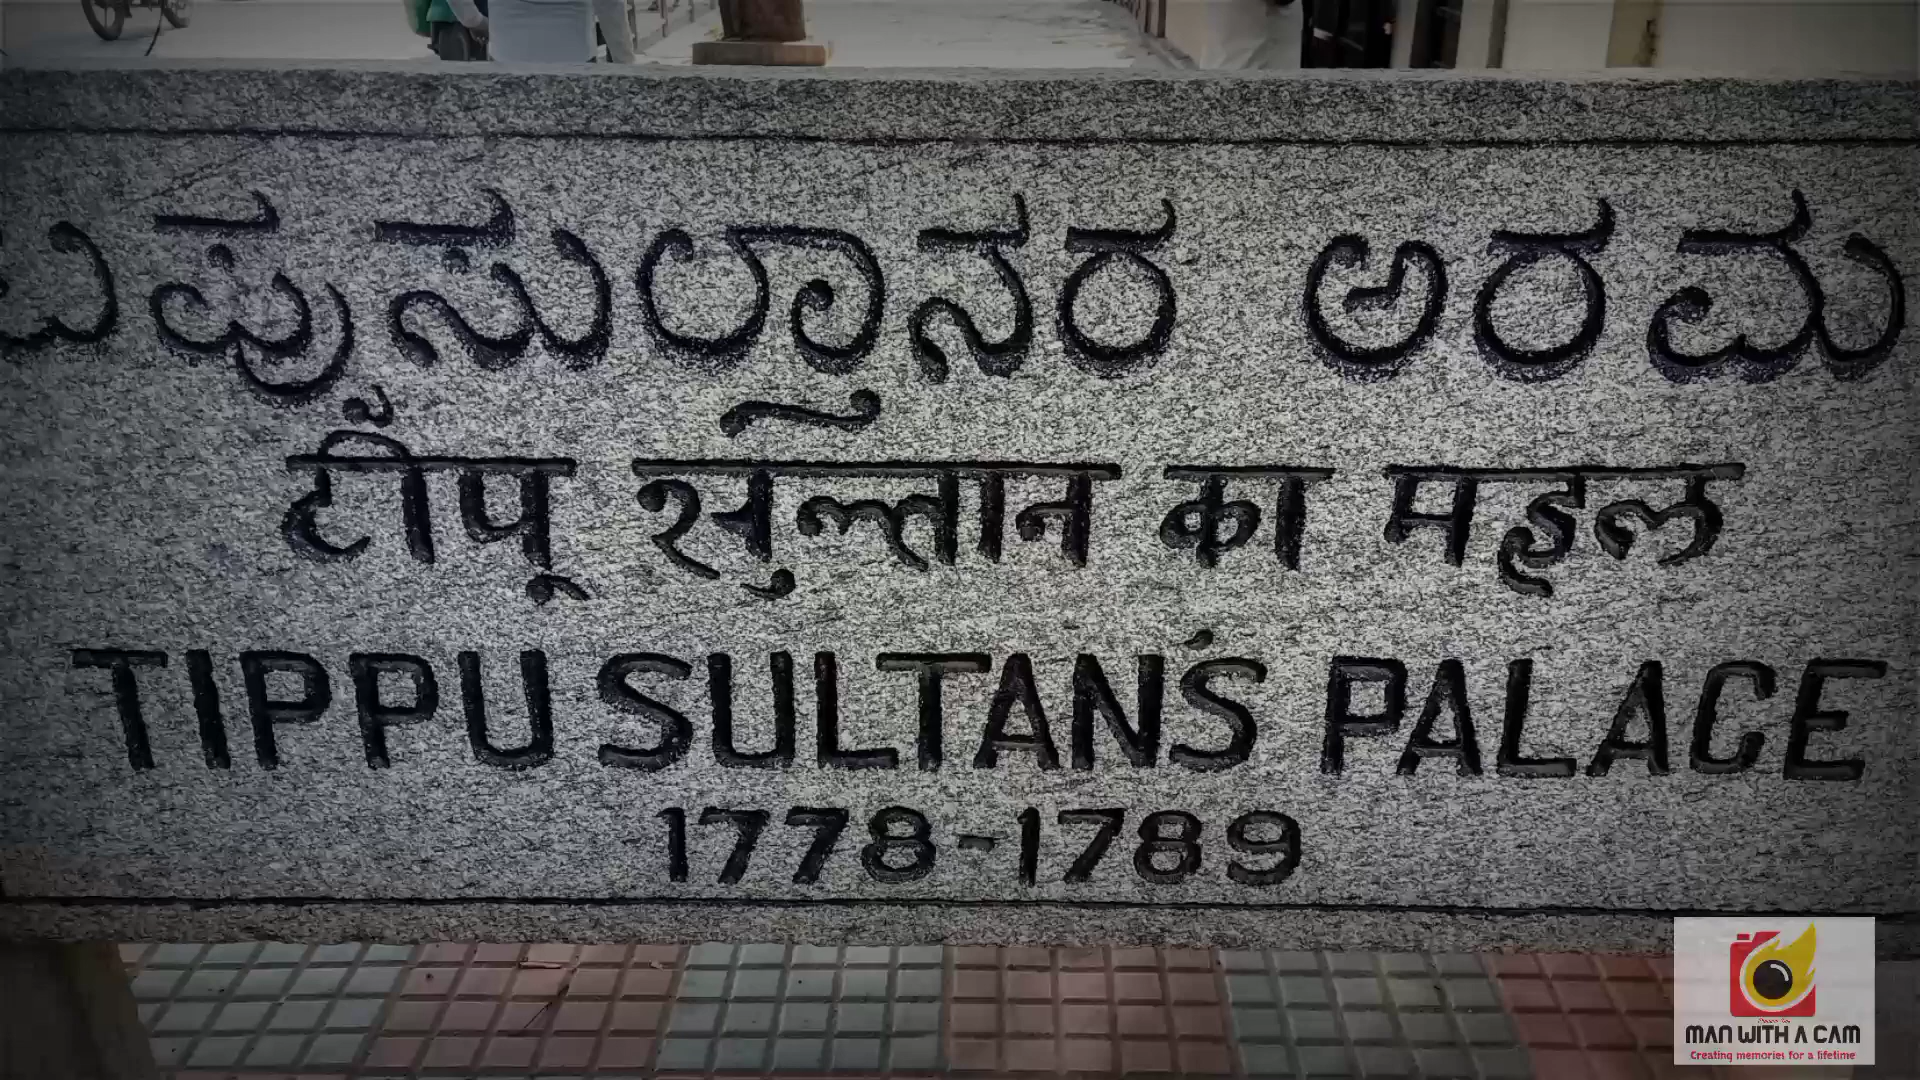 ಟಿಪ್ಪು ಸುಲ್ತಾನರ ಅರಮ
टीपू सुल्तान का महल
TIPPU SULTAN'S PALACE
1778-1789
MAN WITH A CAM
Creating memories for a lifetime